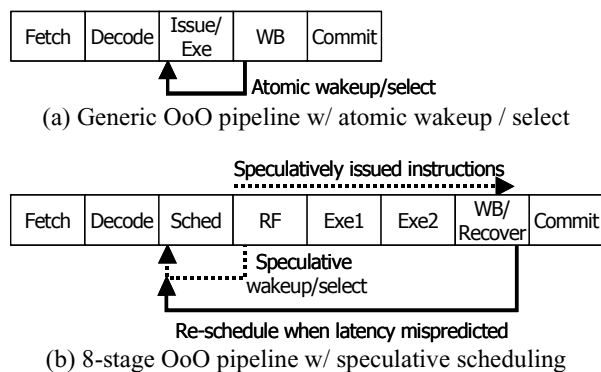 Fetch Decode Issue/ Exe WB Commit
Atomic wakeup/select
(a) Generic OoO pipeline w/ atomic wakeup / select
Speculatively issued instructions
Fetch Decode Sched RF Exe1 Exe2 WB/ Recover Commit
Speculative
wakeup/select
Re-schedule when latency mispredicted
(b) 8-stage OoO pipeline w/ speculative scheduling